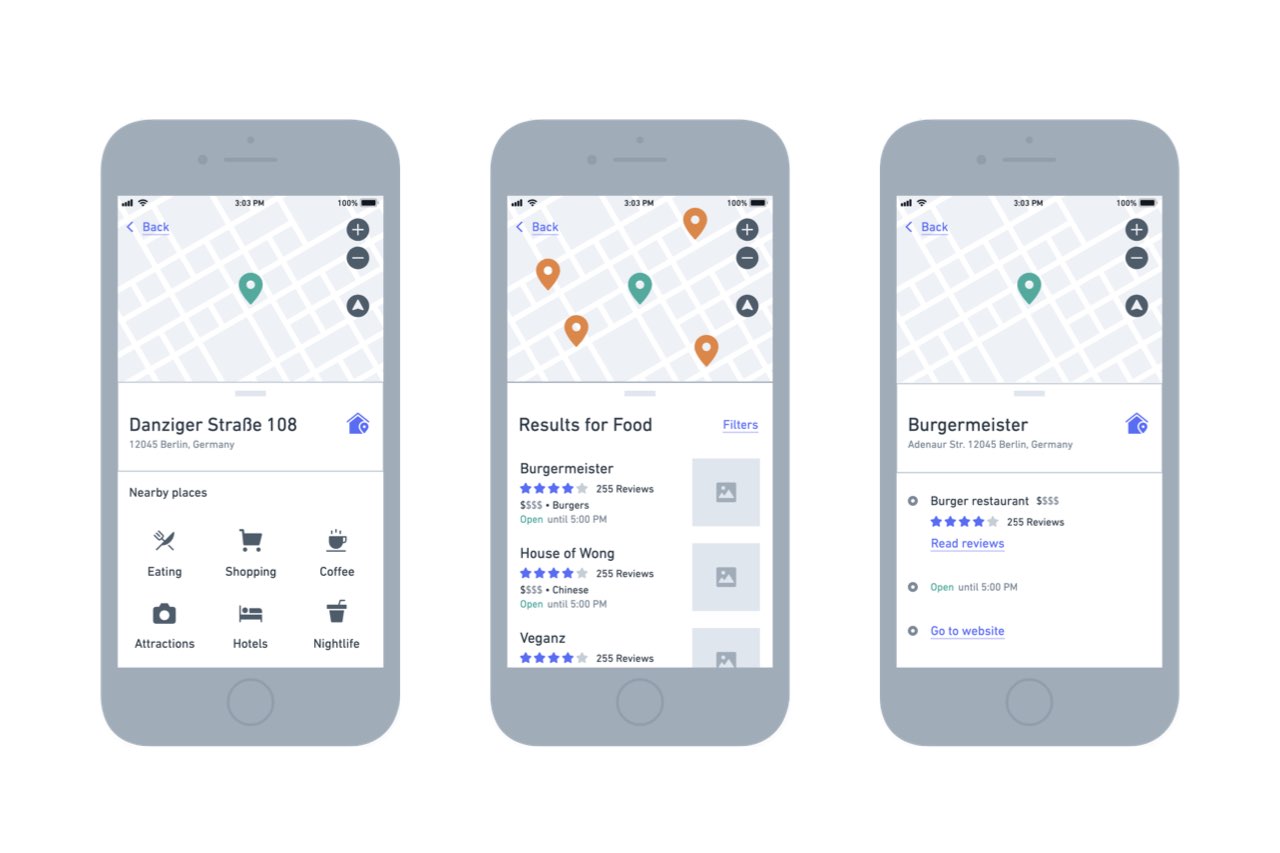 3:03 PM 100%
Back
Danziger Straße 108
12045 Berlin, Germany
Nearby places
Eating Shopping Coffee
Attractions Hotels Nightlife
3:03 PM 100%
Back
Results for Food Filters
Burgermeister
255 Reviews
$$$$ • Burgers
Open until 5:00 PM
House of Wong
255 Reviews
$$$$ • Chinese
Open until 5:00 PM
Veganz
255 Reviews
3:03 PM 100%
Back
Burgermeister
Adenaur Str. 12045 Berlin, Germany
Burger restaurant $$$$
255 Reviews
Read reviews
Open until 5:00 PM
Go to website